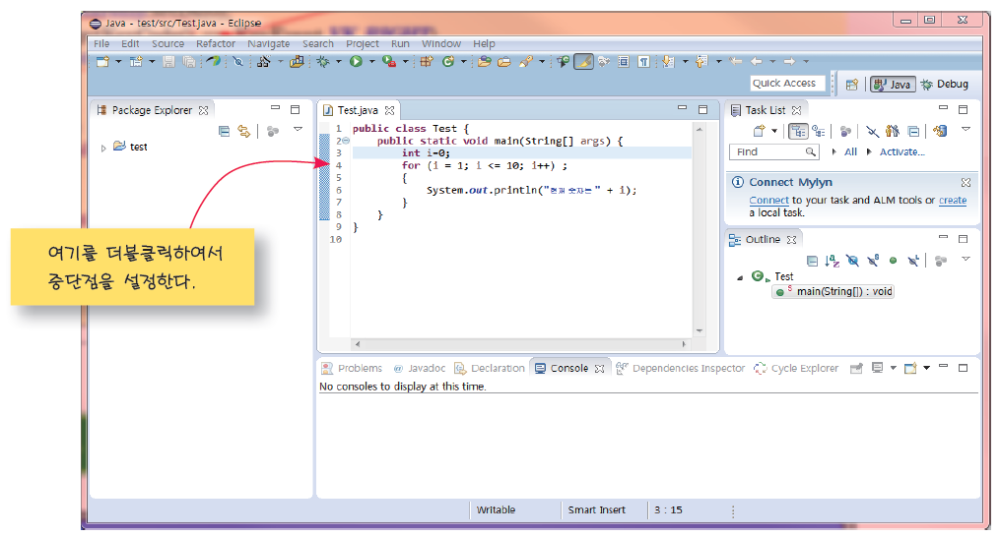 Java - test/src/Test.java - Eclipse
File Edit Source Refactor Navigate Search Project Run Window Help
Quick Access Java Debug
Package Explorer
test
Test.java
1 public class Test {
2 public static void main(String[] args) {
3 int i=0;
4 for (i = 1; i <= 10; i++) ;
5 {
6 System.out.println("현재 숫자는 " + i);
7 }
8 }
9 }
10
여기를 더블클릭하여서
중단점을 설정한다.
Task List
Find All Activate...
Connect Mylyn
Connect to your task and ALM tools or create
a local task.
Outline
Test
main(String[]) : void
Problems Javadoc Declaration Console Dependencies Inspector Cycle Explorer
No consoles to display at this time.
Writable Smart Insert 3 : 15